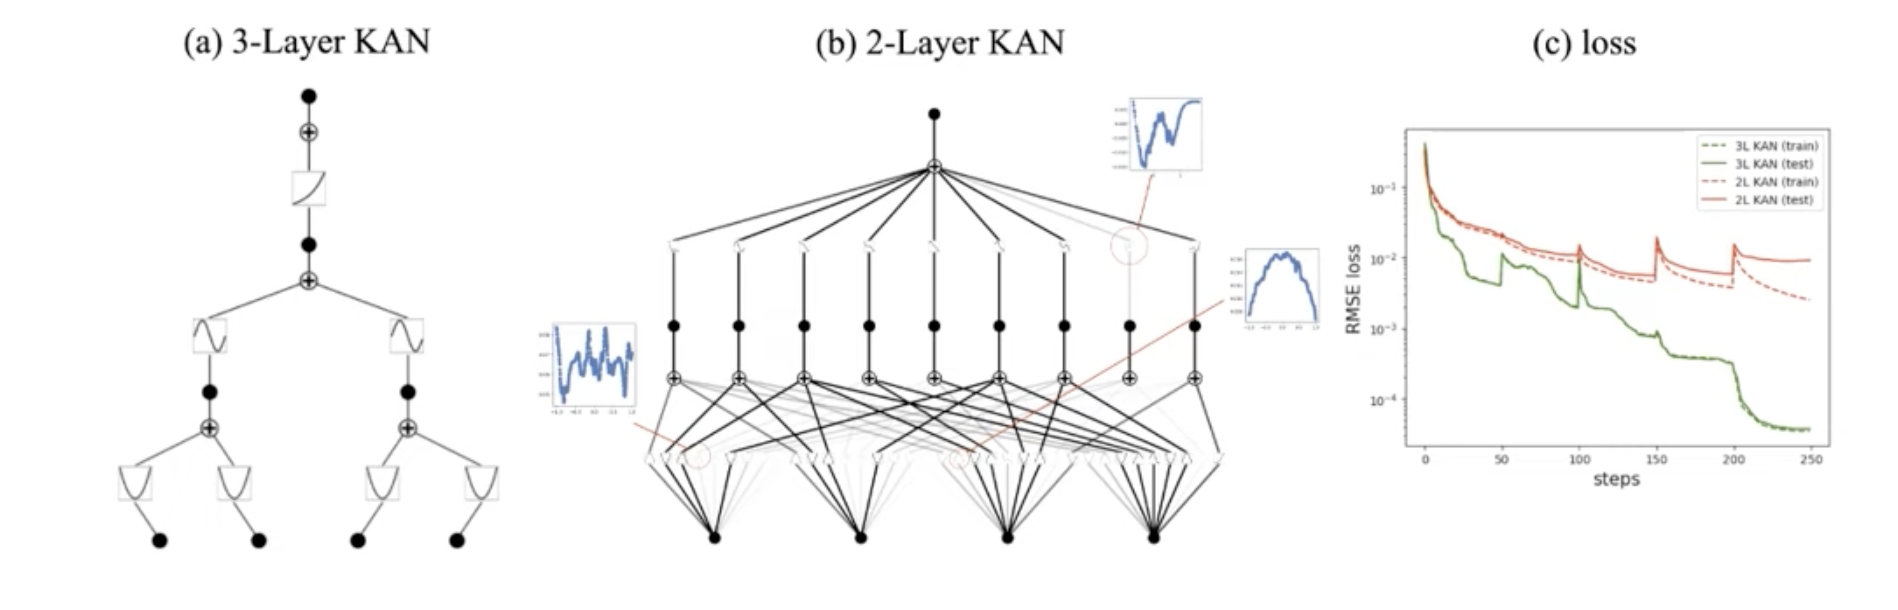 (a) 3-Layer KAN
(b) 2-Layer KAN
(c) loss
3L KAN (train)
3L KAN (test)
2L KAN (train)
2L KAN (test)
10⁻¹
10⁻²
10⁻³
10⁻⁴
RMSE loss
0 50 100 150 200 250
steps